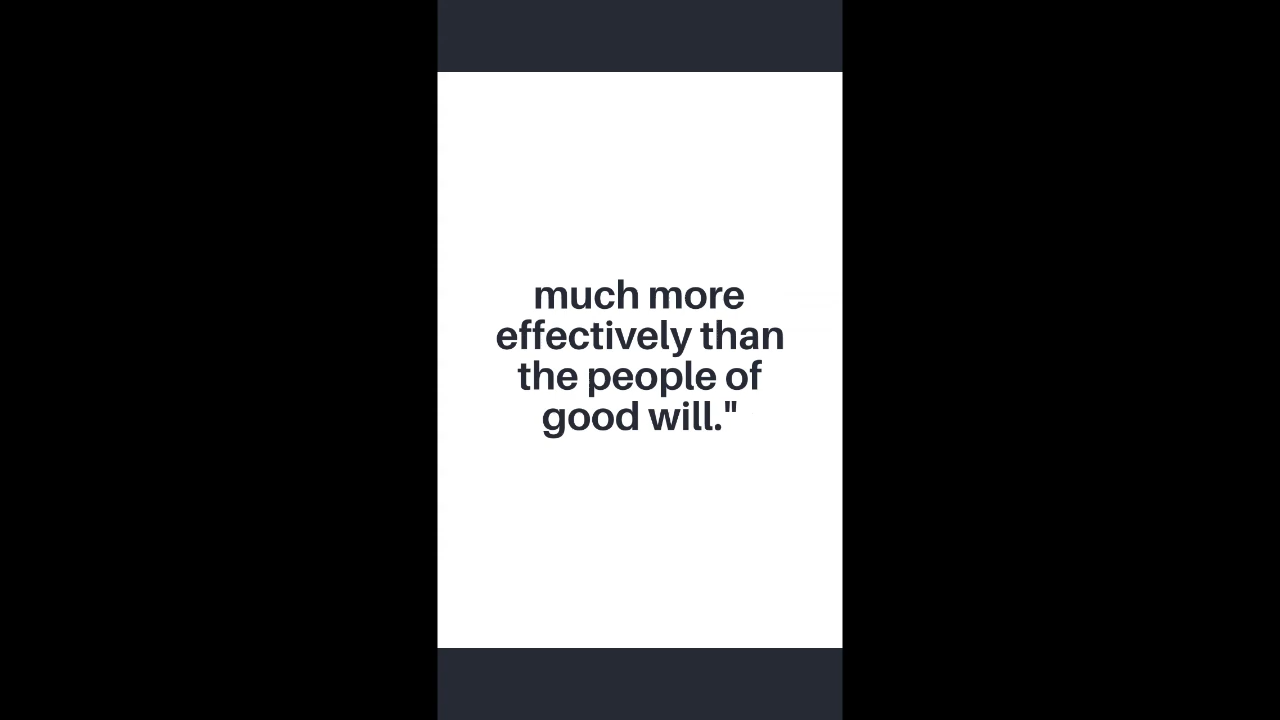 much more
effectively than
the people of
good will."